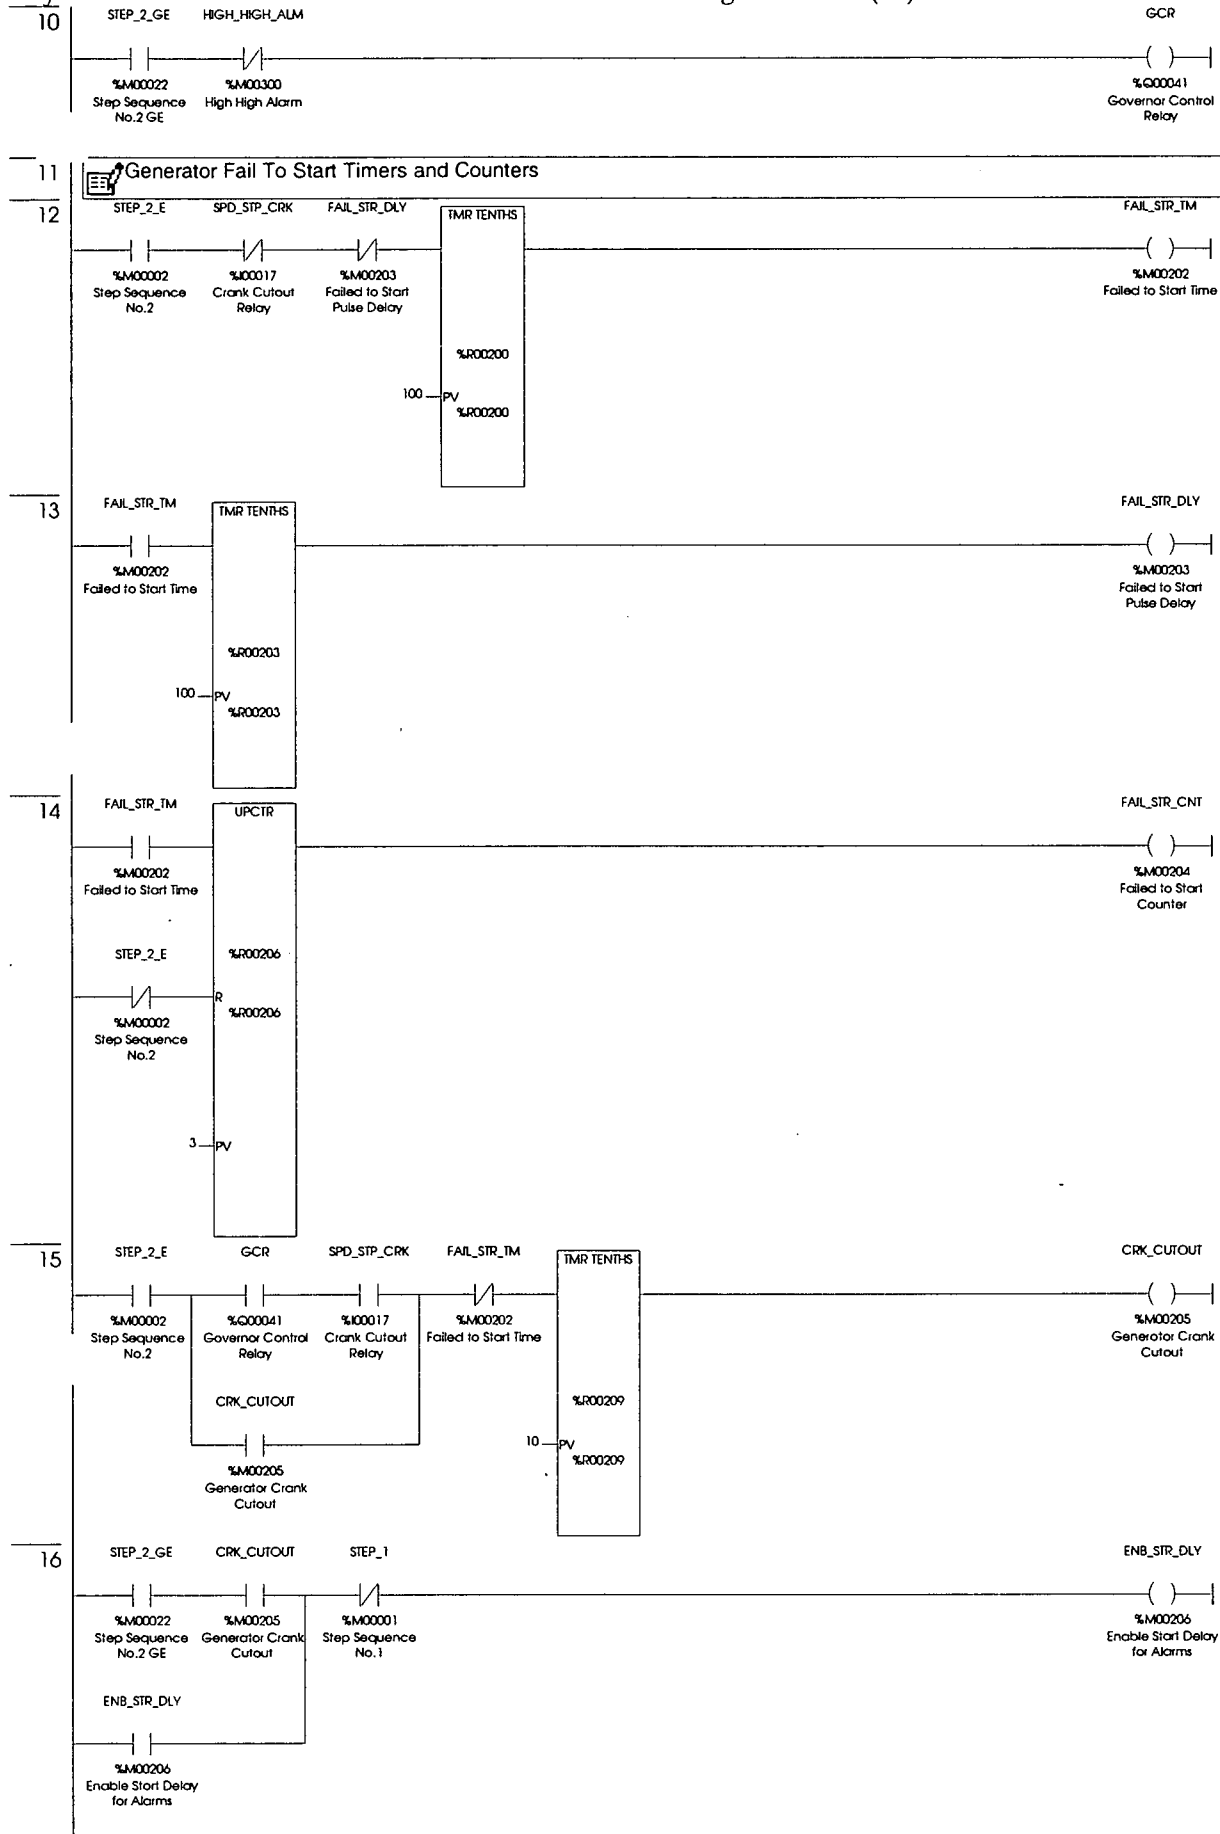 10
STEP_2_GE HIGH_HIGH_ALM GCR
%M00022 %M00300 %Q00041
Step Sequence High High Alarm Governor Control
No.2 GE Relay
11 Generator Fail To Start Timers and Counters
12
STEP_2_E SPD_STP_CRK FAIL_STR_DLY TMR TENTHS FAIL_STR_TM
%M00002 %I00017 %M00203 %M00202
Step Sequence Crank Cutout Failed to Start Failed to Start Time
No.2 Relay Pulse Delay
%R00200
100 PV
%R00200
13
FAIL_STR_TM TMR TENTHS FAIL_STR_DLY
%M00202 %M00203
Failed to Start Time Failed to Start
Pulse Delay
%R00203
100 PV
%R00203
14
FAIL_STR_TM UPCTR FAIL_STR_CNT
%M00202 %M00204
Failed to Start Time Failed to Start
Counter
STEP_2_E %R00206
R
%M00002 %R00206
Step Sequence
No.2
3 PV
15
STEP_2_E GCR SPD_STP_CRK FAIL_STR_TM TMR TENTHS CRK_CUTOUT
%M00002 %Q00041 %I00017 %M00202 %M00205
Step Sequence Governor Control Crank Cutout Failed to Start Time Generator Crank
No.2 Relay Relay Cutout
CRK_CUTOUT %R00209
10 PV
%M00205 %R00209
Generator Crank
Cutout
16
STEP_2_GE CRK_CUTOUT STEP_1 ENB_STR_DLY
%M00022 %M00205 %M00001 %M00206
Step Sequence Generator Crank Step Sequence Enable Start Delay
No.2 GE Cutout No.1 for Alarms
ENB_STR_DLY
%M00206
Enable Start Delay
for Alarms